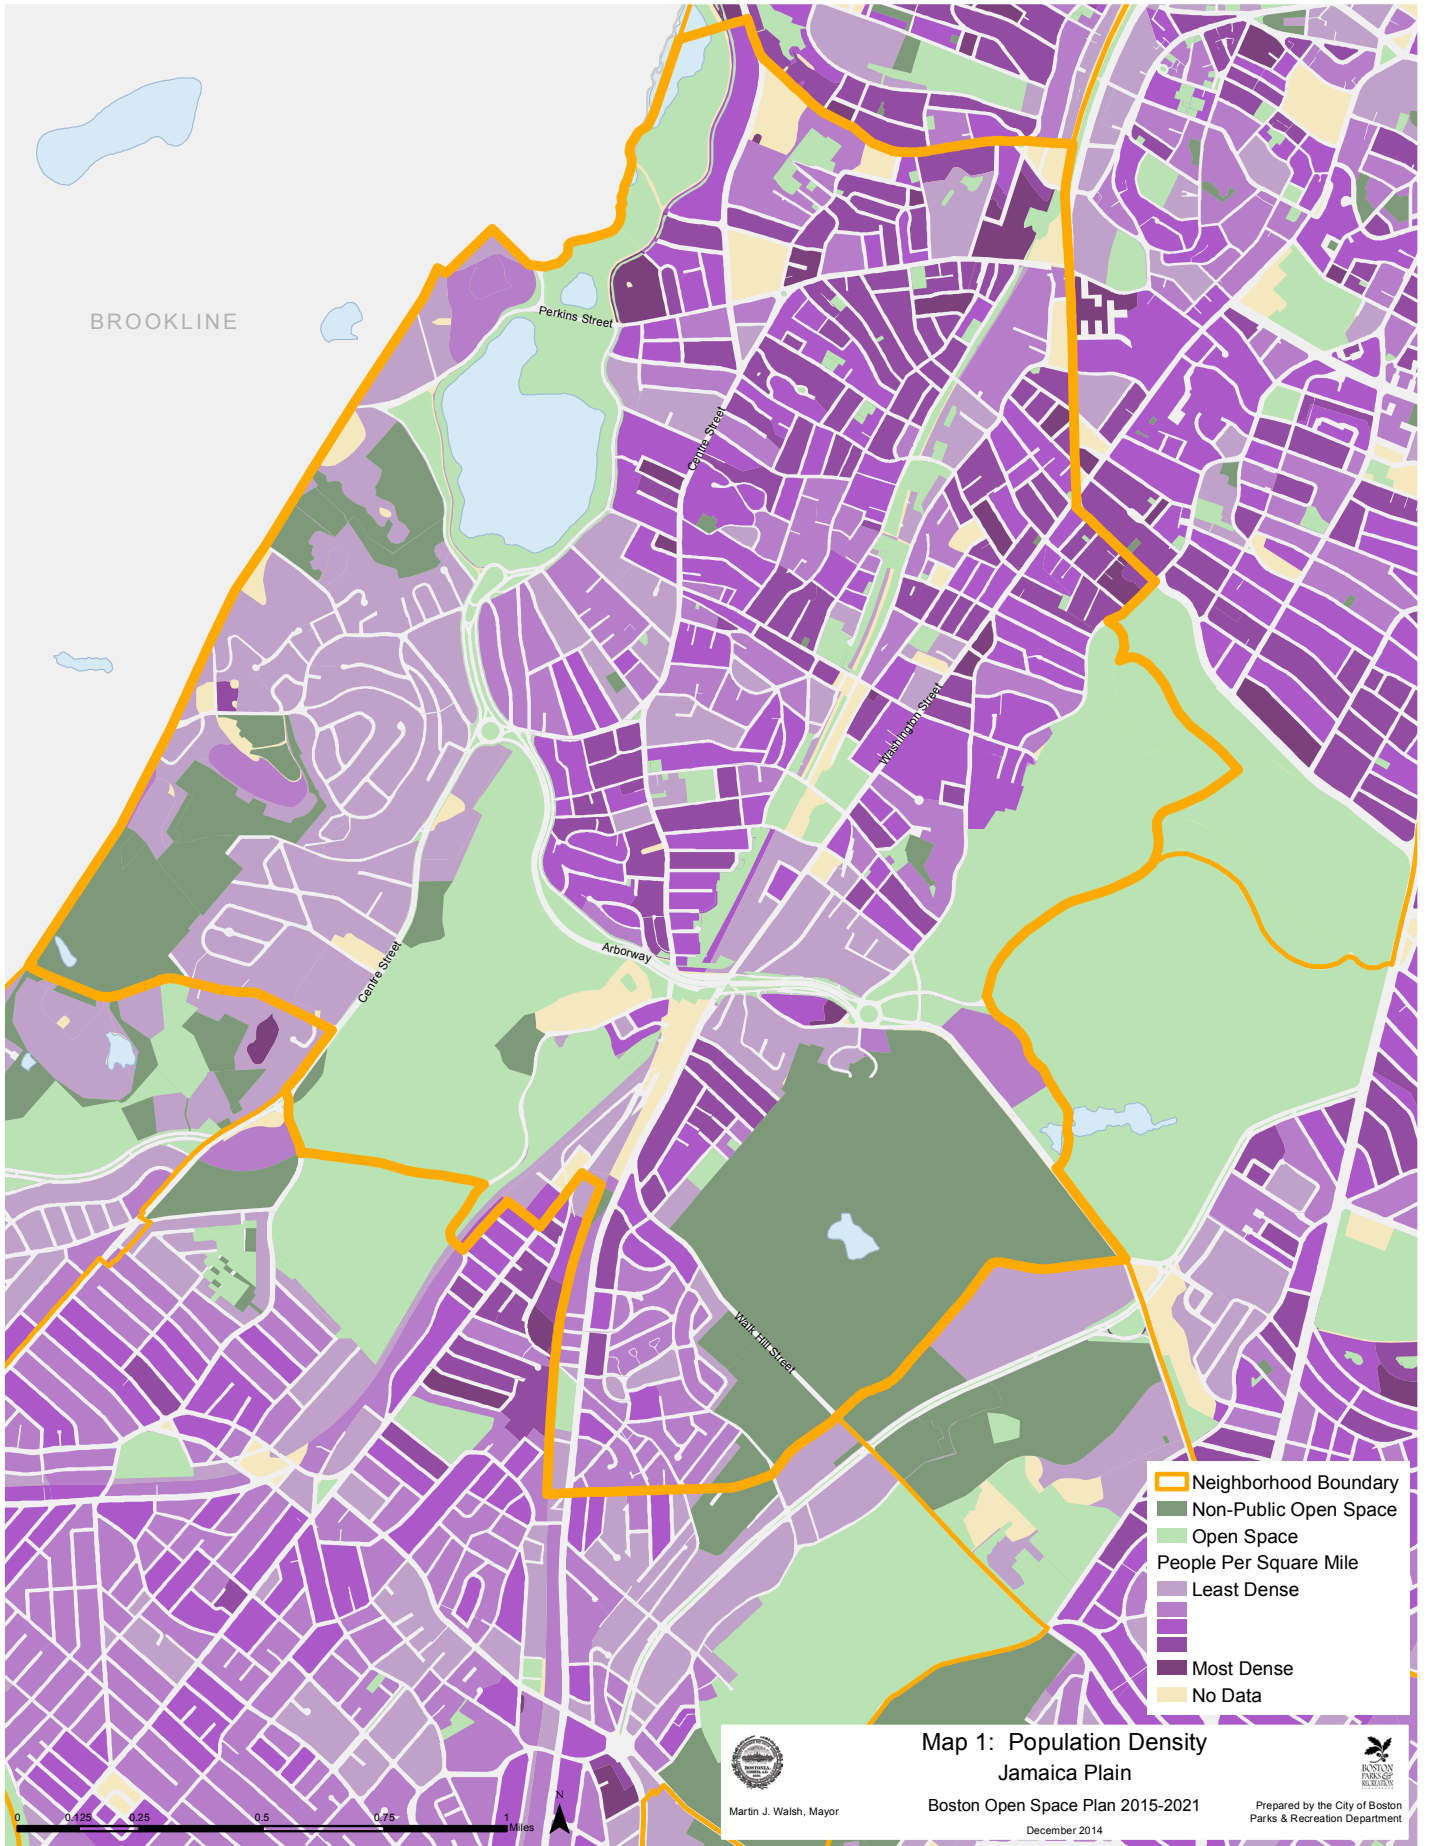 BROOKLINE
Perkins Street
Centre Street
Washington Street
Arborway
Centre Street
Walk Hill Street
Neighborhood Boundary
Non-Public Open Space
Open Space
People Per Square Mile
Least Dense
Most Dense
No Data
Map 1: Population Density
Jamaica Plain
Boston Open Space Plan 2015-2021
December 2014
Martin J. Walsh, Mayor
BOSTON
PARKS &
RECREATION
Prepared by the City of Boston
Parks & Recreation Department
0 0.125 0.25 0.5 0.75 1
Miles
N